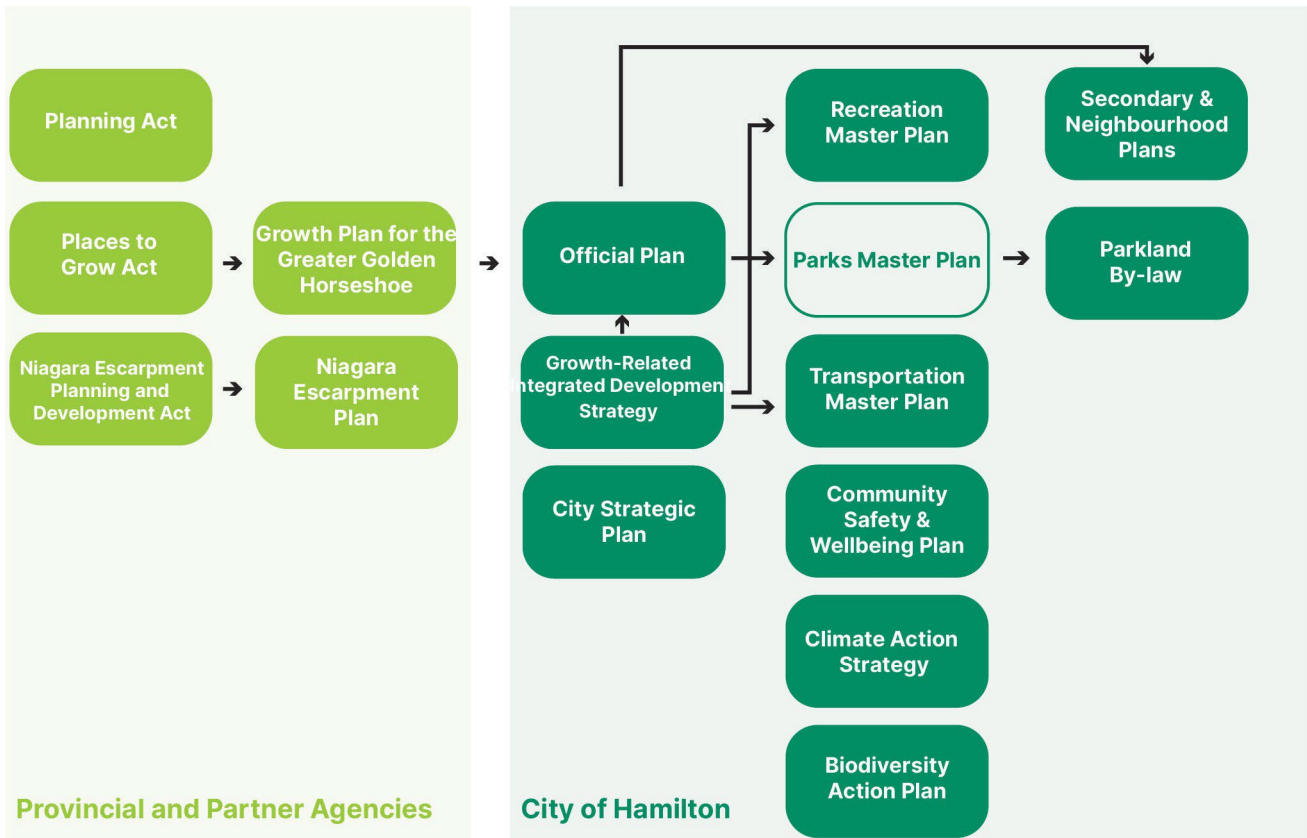 Planning Act
Places to
Grow Act
Growth Plan for the
Greater Golden
Horseshoe
Niagara Escarpment
Planning and
Development Act
Niagara
Escarpment
Plan
Provincial and Partner Agencies
Official Plan
Growth-Related
Integrated Development
Strategy
City Strategic
Plan
Recreation
Master Plan
Parks Master Plan
Transportation
Master Plan
Community
Safety &
Wellbeing Plan
Climate Action
Strategy
Biodiversity
Action Plan
Secondary &
Neighbourhood
Plans
Parkland
By-law
City of Hamilton